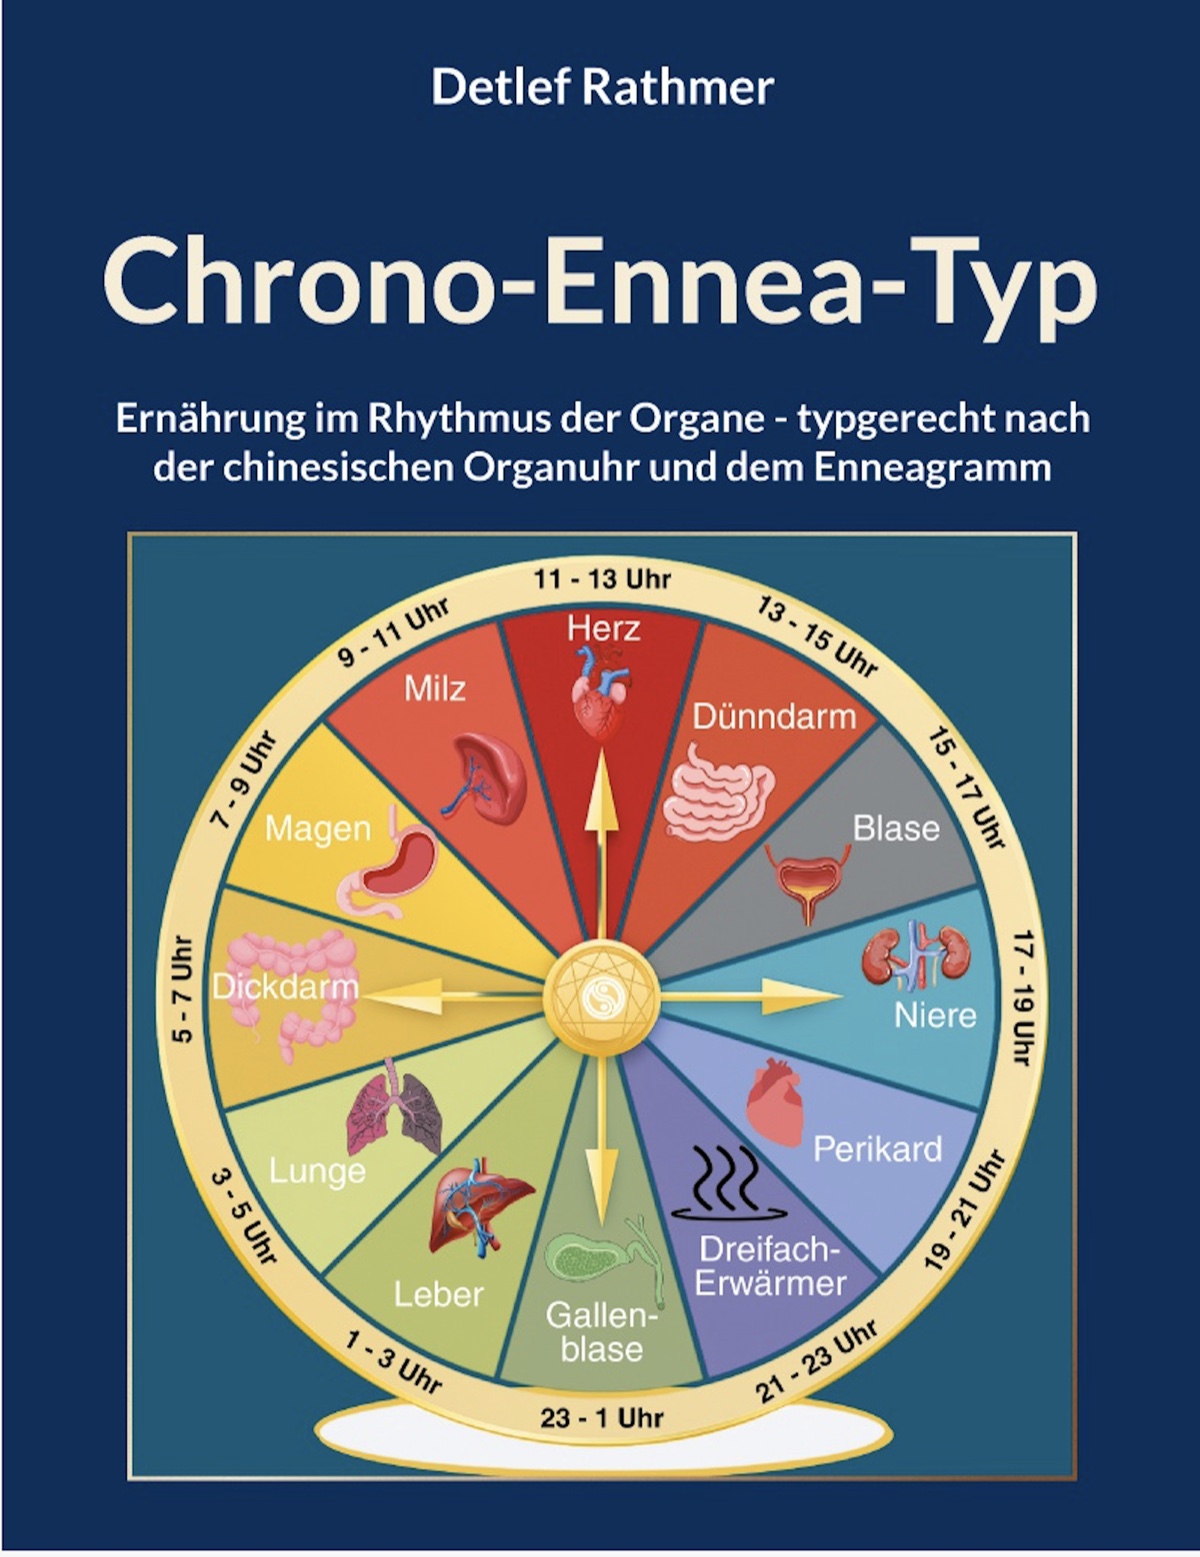 Detlef Rathmer
Chrono-Ennea-Typ
Ernährung im Rhythmus der Organe - typgerecht nach
der chinesischen Organuhr und dem Enneagramm
11 - 13 Uhr
Herz
13 - 15 Uhr
Dünndarm
15 - 17 Uhr
Blase
17 - 19 Uhr
Niere
19 - 21 Uhr
Perikard
21 - 23 Uhr
Dreifach-
Erwärmer
23 - 1 Uhr
Gallen-
blase
1 - 3 Uhr
Leber
3 - 5 Uhr
Lunge
5 - 7 Uhr
Dickdarm
7 - 9 Uhr
Magen
9 - 11 Uhr
Milz